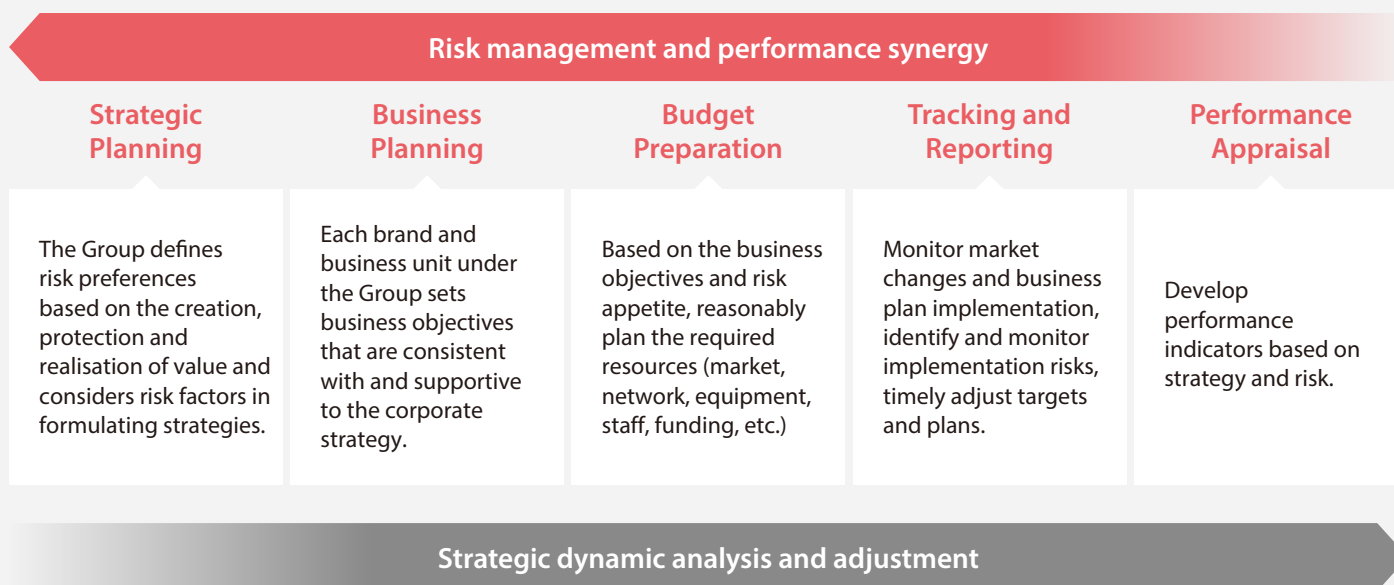 Risk management and performance synergy
Strategic
Planning
The Group defines
risk preferences
based on the creation,
protection and
realisation of value and
considers risk factors in
formulating strategies.
Business
Planning
Each brand and
business unit under
the Group sets
business objectives
that are consistent
with and supportive
to the corporate
strategy.
Budget
Preparation
Based on the business
objectives and risk
appetite, reasonably
plan the required
resources (market,
network, equipment,
staff, funding, etc.)
Tracking and
Reporting
Monitor market
changes and business
plan implementation,
identify and monitor
implementation risks,
timely adjust targets
and plans.
Performance
Appraisal
Develop
performance
indicators based on
strategy and risk.
Strategic dynamic analysis and adjustment